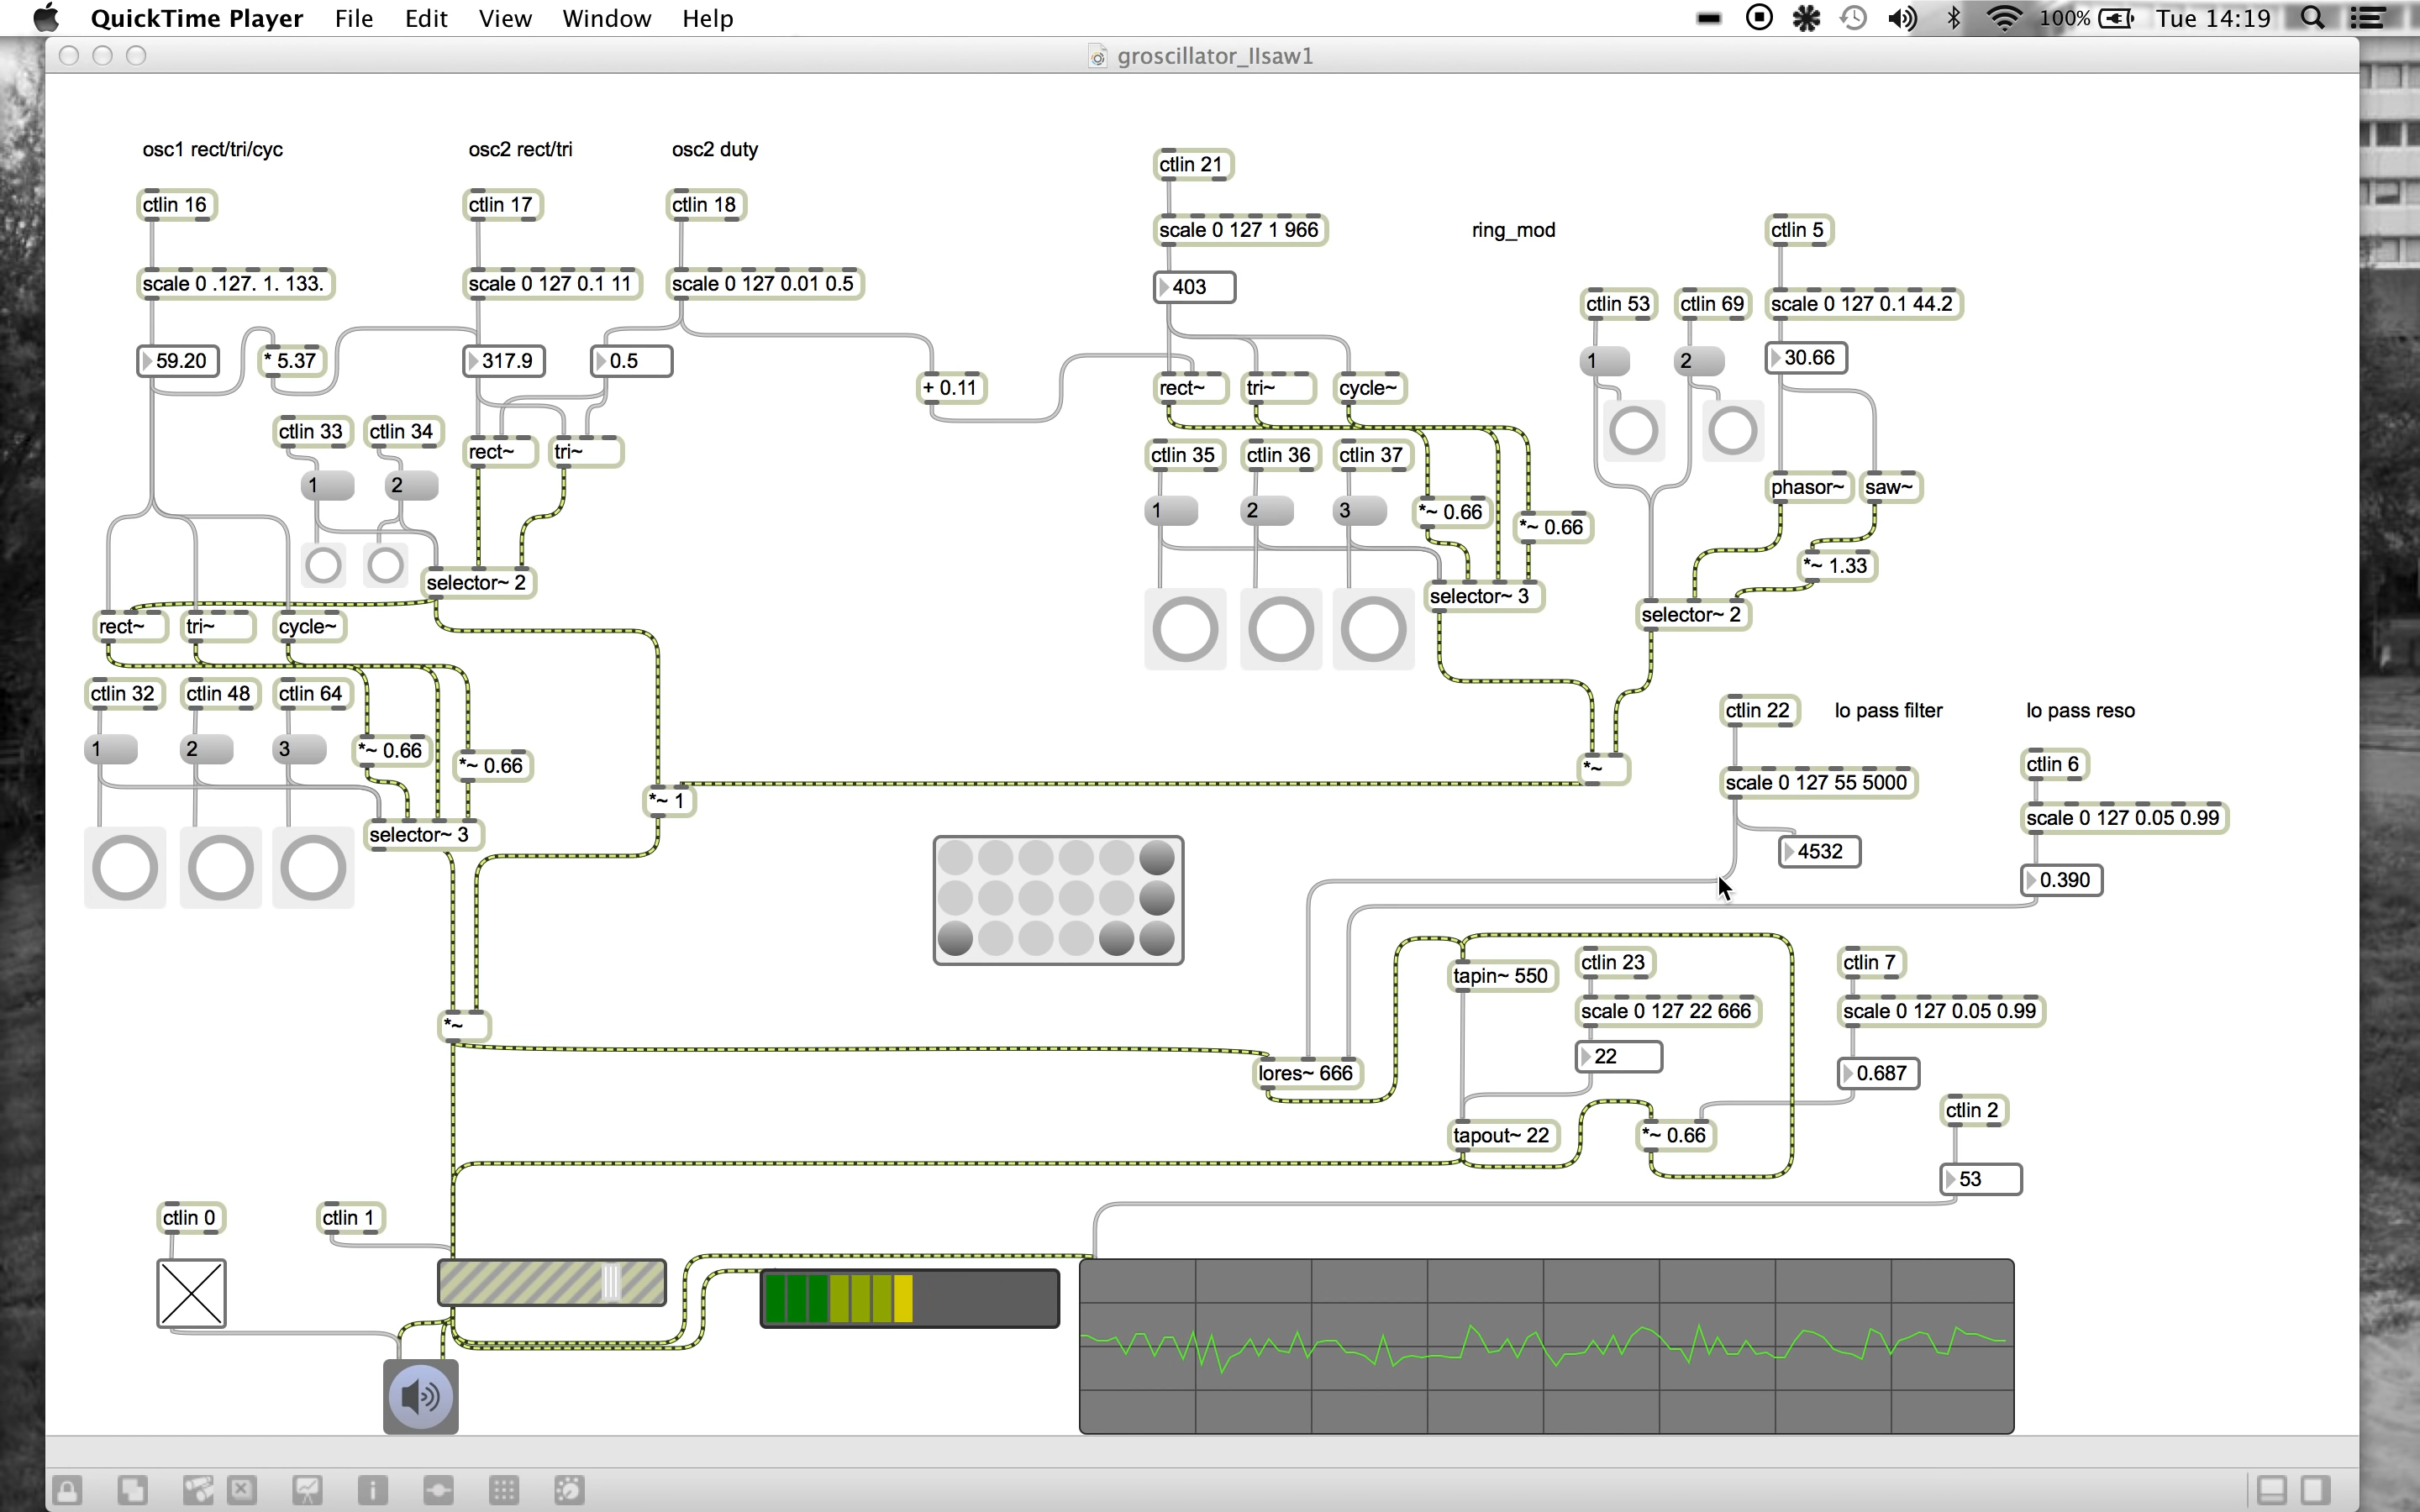 QuickTime Player File Edit View Window Help 100% Tue 14:19
groscillator_IIsaw1
osc1 rect/tri/cyc
osc2 rect/tri
osc2 duty
ctlin 16
ctlin 17
ctlin 18
scale 0 .127. 1. 133.
scale 0 127 0.1 11
scale 0 127 0.01 0.5
59.20
* 5.37
317.9
0.5
+ 0.11
ctlin 33
ctlin 34
rect~
tri~
1
2
selector~ 2
rect~
tri~
cycle~
ctlin 32
ctlin 48
ctlin 64
1
2
3
*~ 0.66
*~ 0.66
selector~ 3
*~ 1
ctlin 21
scale 0 127 1 966
403
ring_mod
rect~
tri~
cycle~
ctlin 35
ctlin 36
ctlin 37
1
2
3
*~ 0.66
*~ 0.66
selector~ 3
ctlin 5
ctlin 53
ctlin 69
scale 0 127 0.1 44.2
1
2
30.66
phasor~
saw~
*~ 1.33
selector~ 2
*~
ctlin 22
lo pass filter
lo pass reso
scale 0 127 55 5000
ctlin 6
scale 0 127 0.05 0.99
4532
0.390
tapin~ 550
ctlin 23
ctlin 7
scale 0 127 22 666
scale 0 127 0.05 0.99
22
0.687
*~
lores~ 666
tapout~ 22
*~ 0.66
ctlin 2
53
ctlin 0
ctlin 1